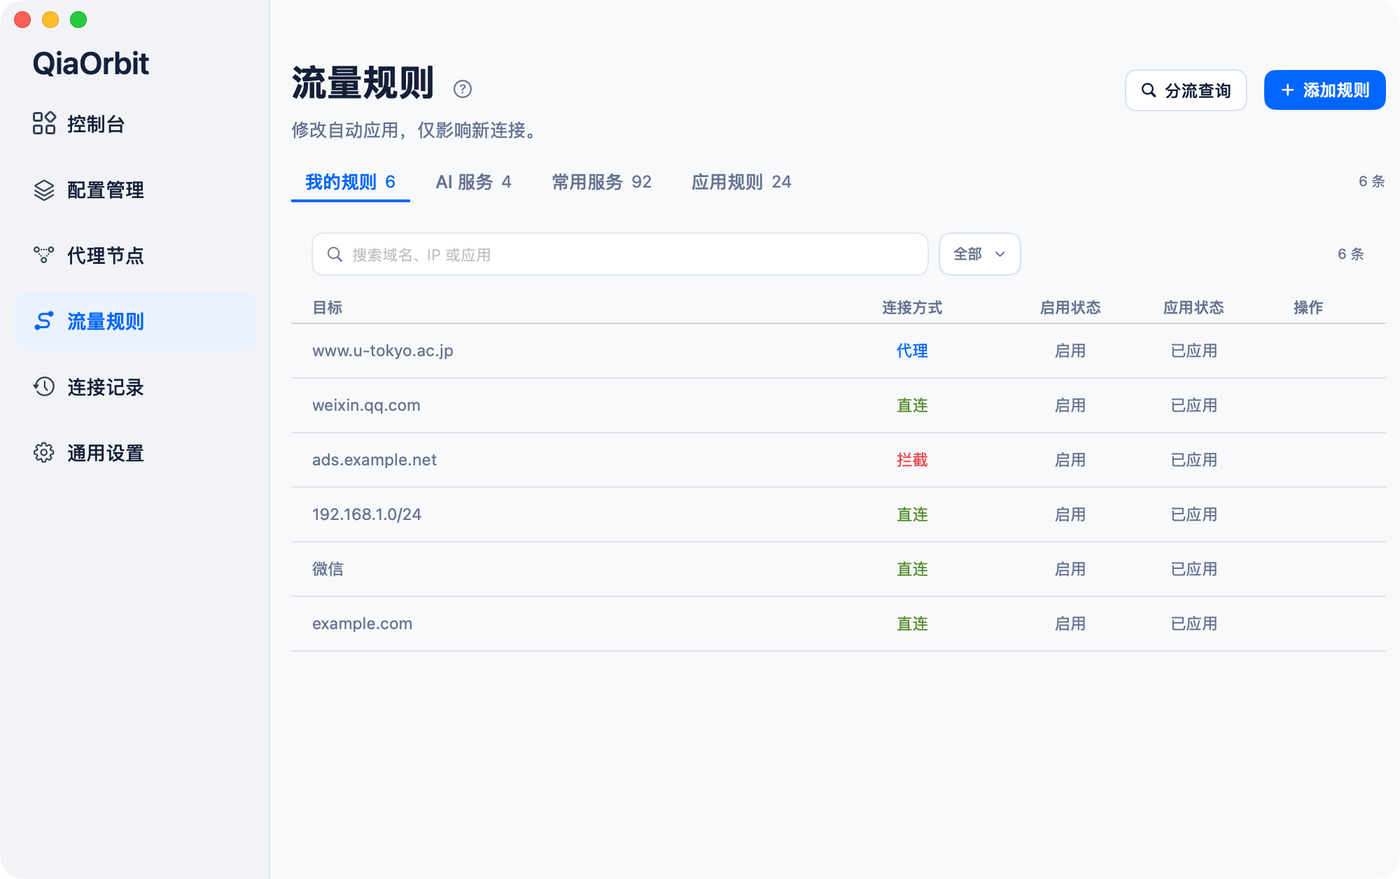 QiaOrbit
控制台
配置管理
代理节点
流量规则
连接记录
通用设置
流量规则 ?
修改自动应用，仅影响新连接。
分流查询
+ 添加规则
我的规则 6 AI 服务 4 常用服务 92 应用规则 24 6 条
搜索域名、IP 或应用 全部 6 条
目标 连接方式 启用状态 应用状态 操作
www.u-tokyo.ac.jp 代理 启用 已应用
weixin.qq.com 直连 启用 已应用
ads.example.net 拦截 启用 已应用
192.168.1.0/24 直连 启用 已应用
微信 直连 启用 已应用
example.com 直连 启用 已应用